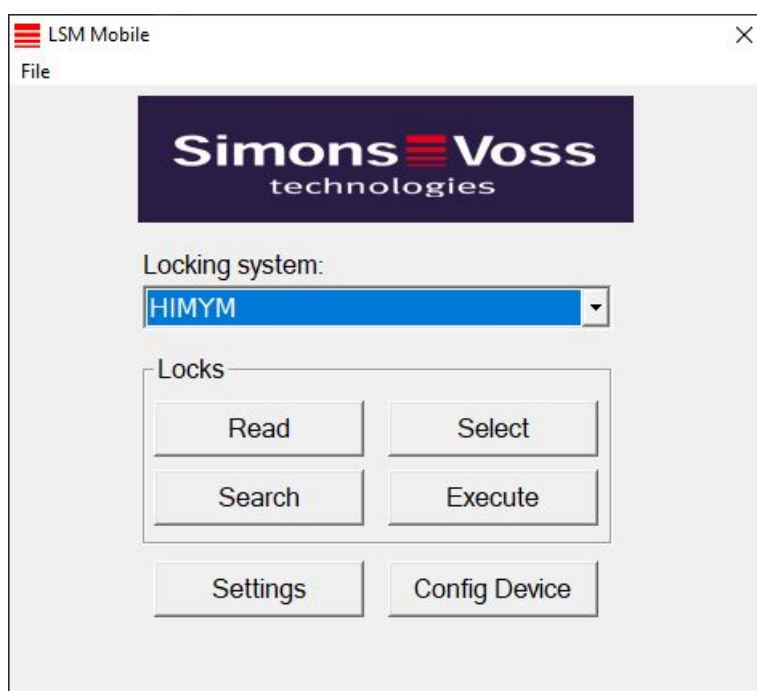 LSM Mobile
File
Simons Voss
technologies
Locking system:
HIMYM
Locks
Read Select
Search Execute
Settings Config Device